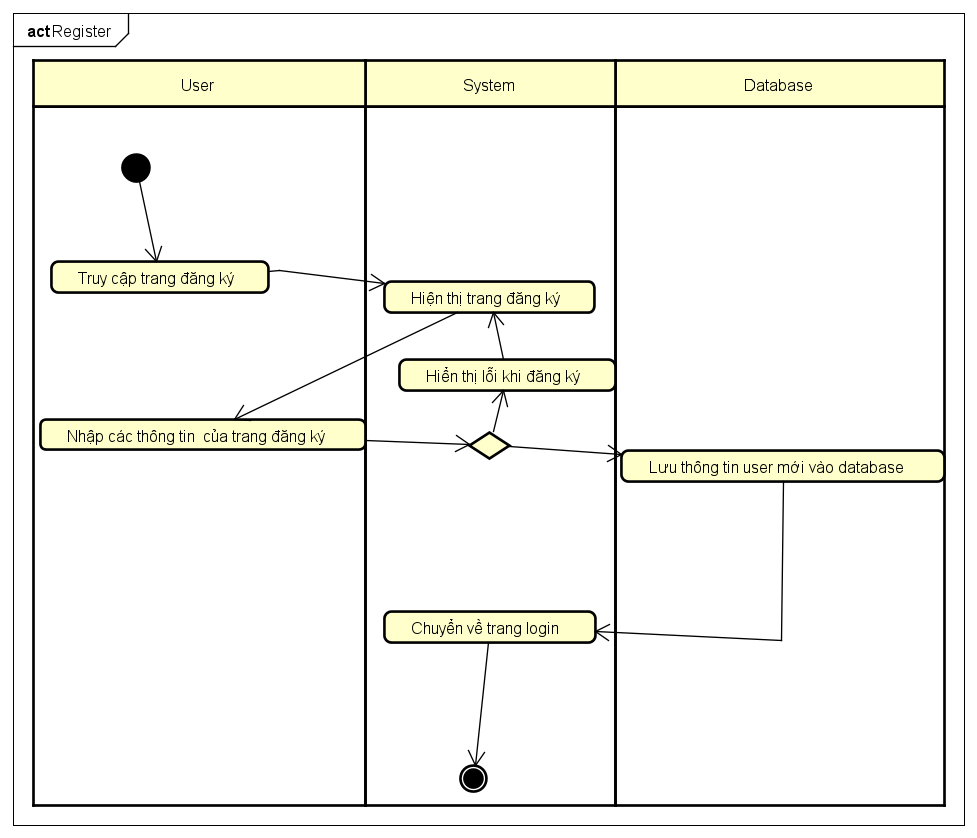 act Register
User
System
Database
Truy cập trang đăng ký
Hiện thị trang đăng ký
Hiển thị lỗi khi đăng ký
Nhập các thông tin của trang đăng ký
Lưu thông tin user mới vào database
Chuyển về trang login